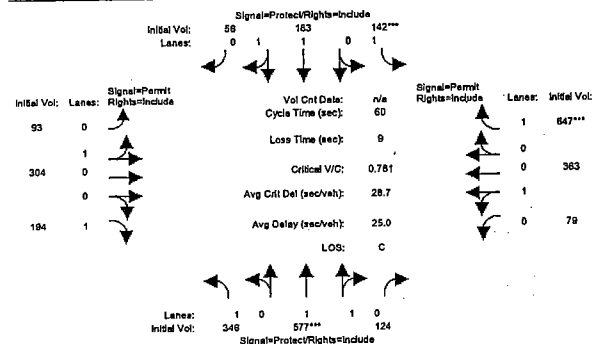 Signal=Protect/Rights=Include
Initial Vol: 56 183 142***
Lanes: 0 1 1 0 1
Signal=Permit
Initial Vol: Lanes: Rights=Include
Vol Cnt Date: n/a
Signal=Permit
Rights=Include Lanes: Initial Vol:
93 0
Cycle Time (sec): 60
1 647***
Loss Time (sec): 9
1
0
304 0
Critical V/C: 0.781
0 363
0
Avg Crit Del (sec/veh): 28.7
1
194 1
Avg Delay (sec/veh): 25.0
0 79
LOS: C
Lanes: 1 0 1 1 0
Initial Vol: 346 577*** 124
Signal=Protect/Rights=Include